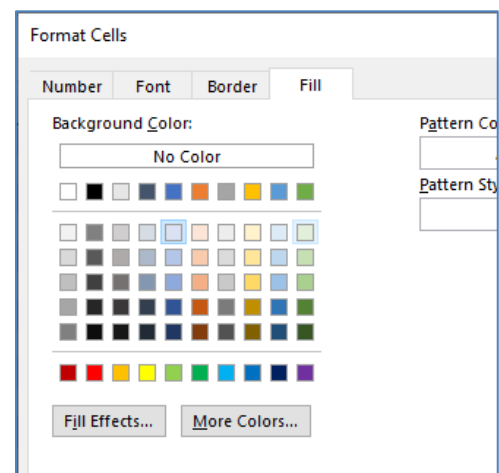 Format Cells
Number Font Border Fill
Background Color:
No Color
Pattern Co
Pattern Sty
Fill Effects...
More Colors...